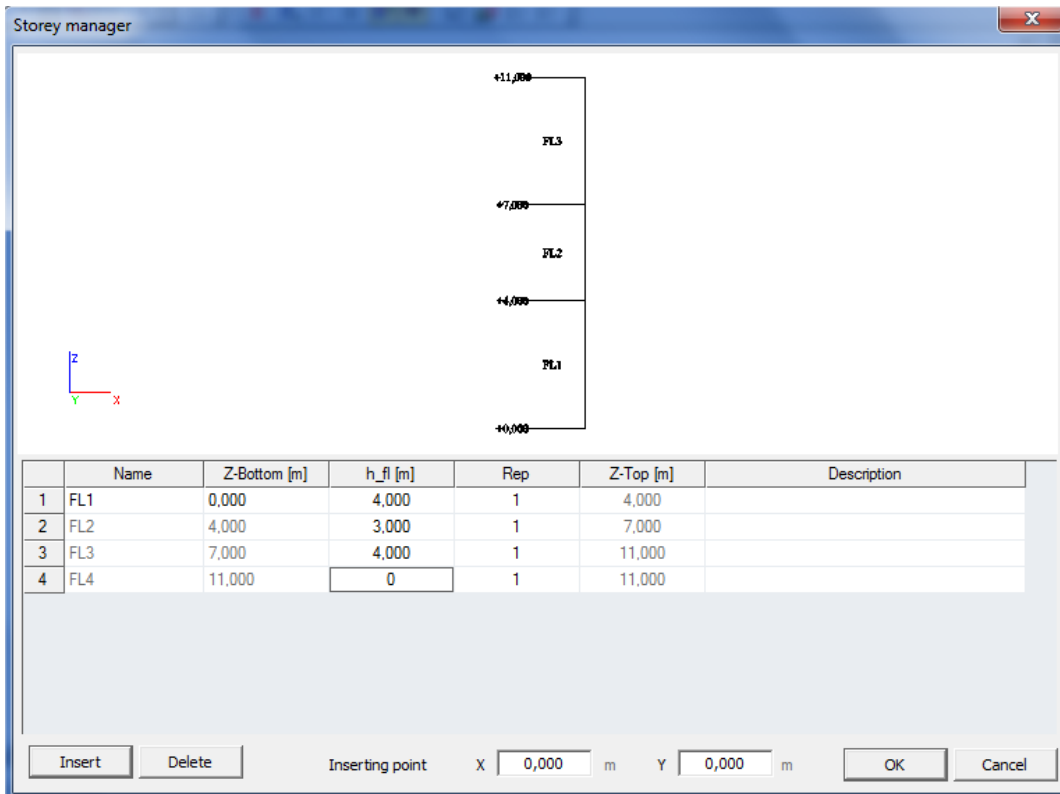 Storey manager
+11,000
FL3
+7,000
FL2
+4,000
Z
FL1
Y X
+0,000
Name Z-Bottom [m] h_fl [m] Rep Z-Top [m] Description
1 FL1 0,000 4,000 1 4,000
2 FL2 4,000 3,000 1 7,000
3 FL3 7,000 4,000 1 11,000
4 FL4 11,000 0 1 11,000
Insert Delete Inserting point X 0,000 m Y 0,000 m OK Cancel